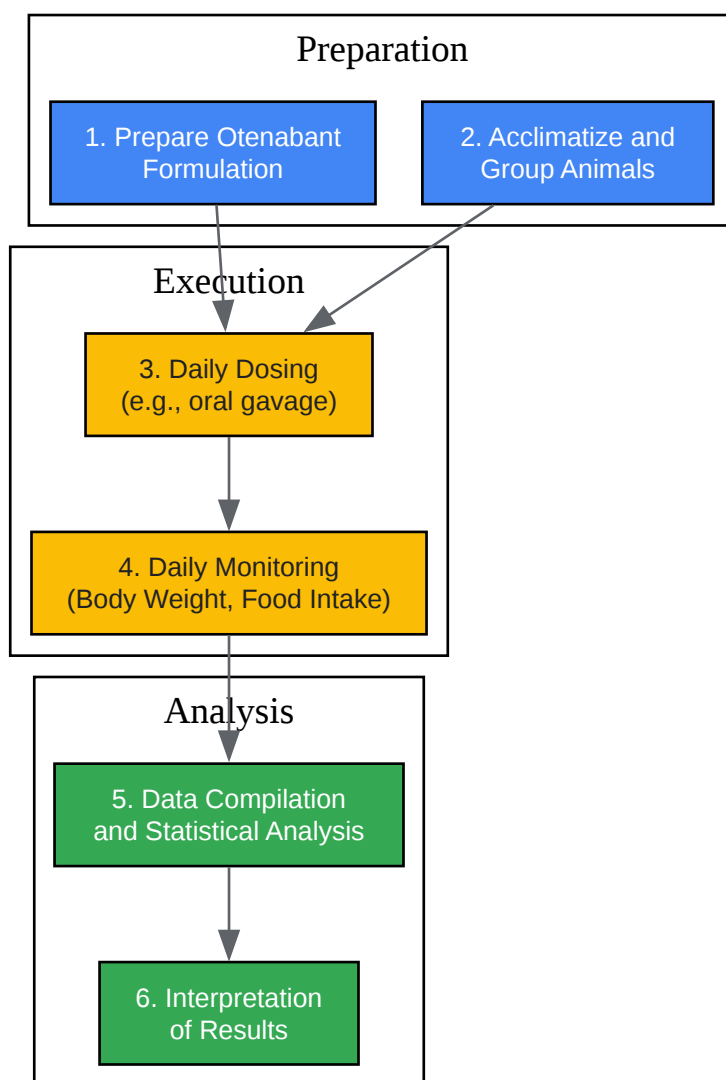 Preparation
1. Prepare Otenabant
Formulation
2. Acclimatize and
Group Animals
Execution
3. Daily Dosing
(e.g., oral gavage)
4. Daily Monitoring
(Body Weight, Food Intake)
Analysis
5. Data Compilation
and Statistical Analysis
6. Interpretation
of Results